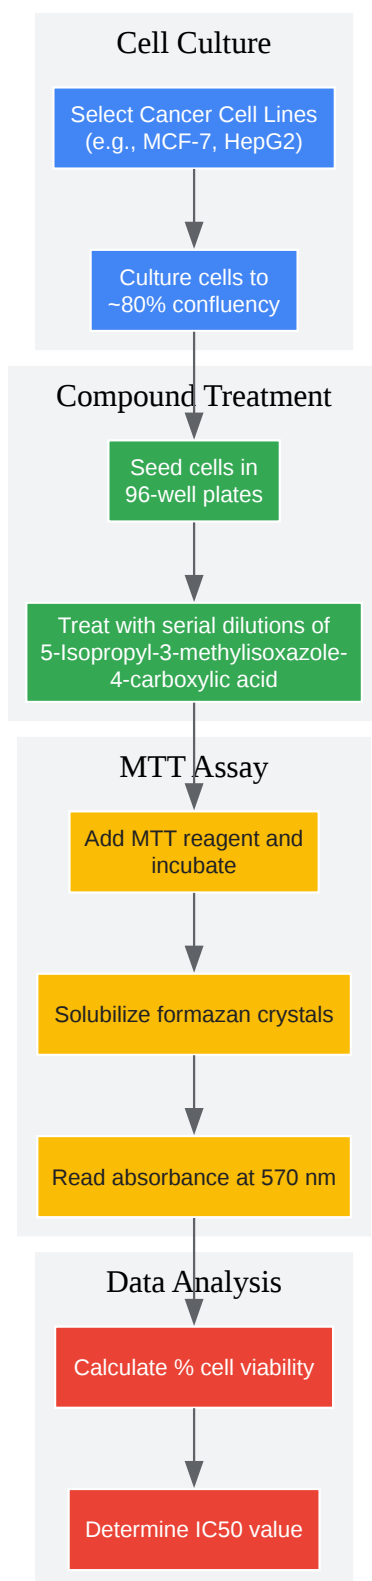 Cell Culture
Select Cancer Cell Lines
(e.g., MCF-7, HepG2)
Culture cells to
~80% confluency
Compound Treatment
Seed cells in
96-well plates
Treat with serial dilutions of
5-Isopropyl-3-methylisoxazole-
4-carboxylic acid
MTT Assay
Add MTT reagent and
incubate
Solubilize formazan crystals
Read absorbance at 570 nm
Data Analysis
Calculate % cell viability
Determine IC50 value